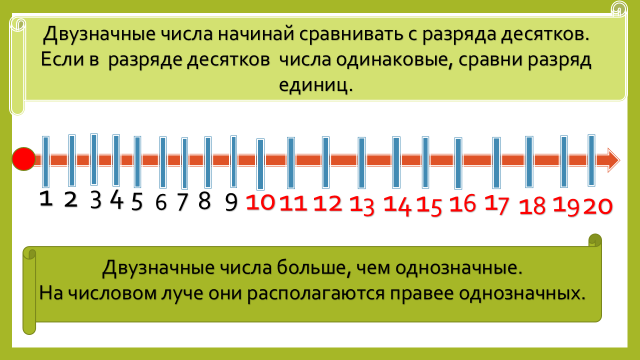 Двузначные числа начинай сравнивать с разряда десятков.
Если в разряде десятков числа одинаковые, сравни разряд
единиц.
1 2 3 4 5 6 7 8 9 10 11 12 13 14 15 16 17 18 19 20
Двузначные числа больше, чем однозначные.
На числовом луче они располагаются правее однозначных.